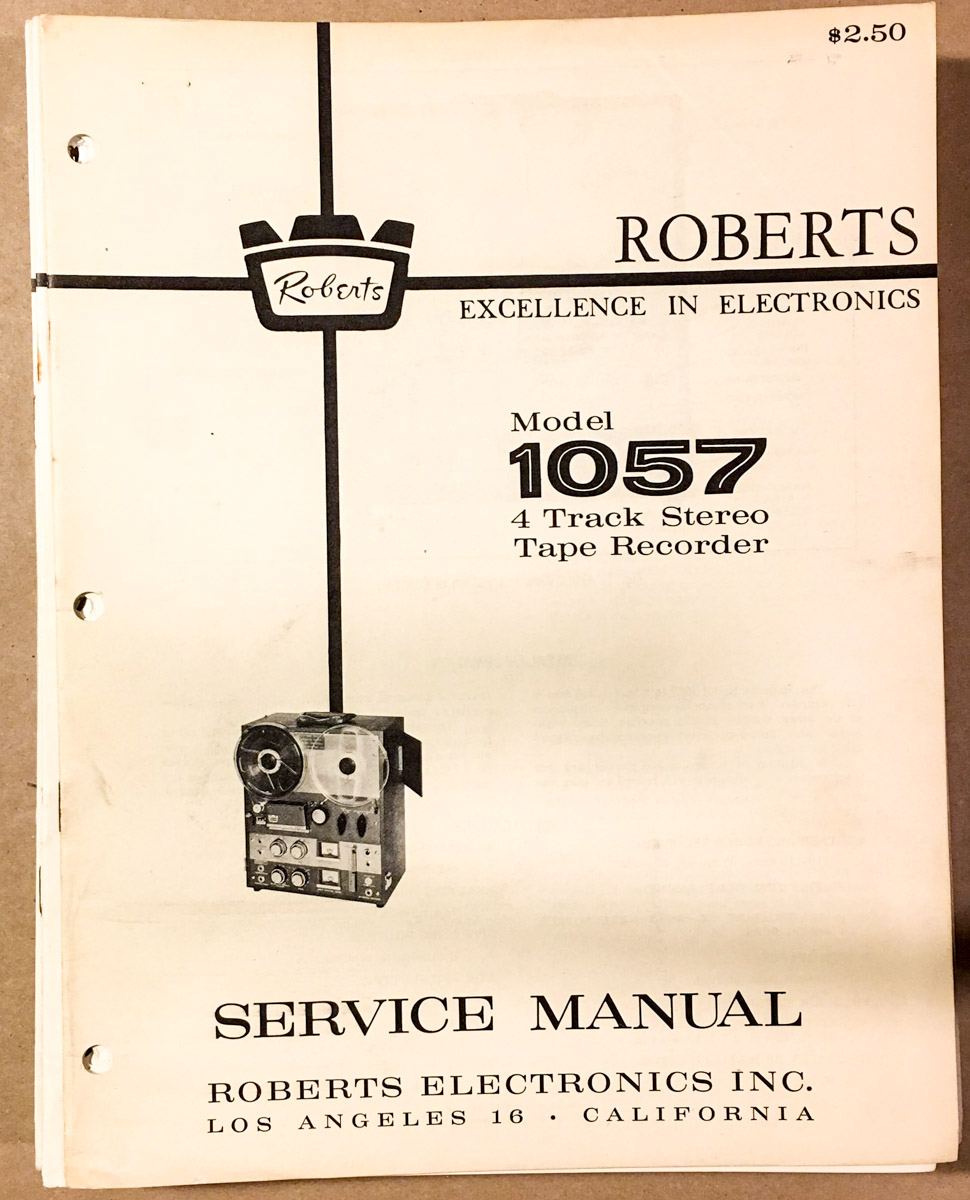 $2.50
ROBERTS
Roberts
EXCELLENCE IN ELECTRONICS
Model
1057
4 Track Stereo
Tape Recorder
SERVICE MANUAL
ROBERTS ELECTRONICS INC.
LOS ANGELES 16 · CALIFORNIA